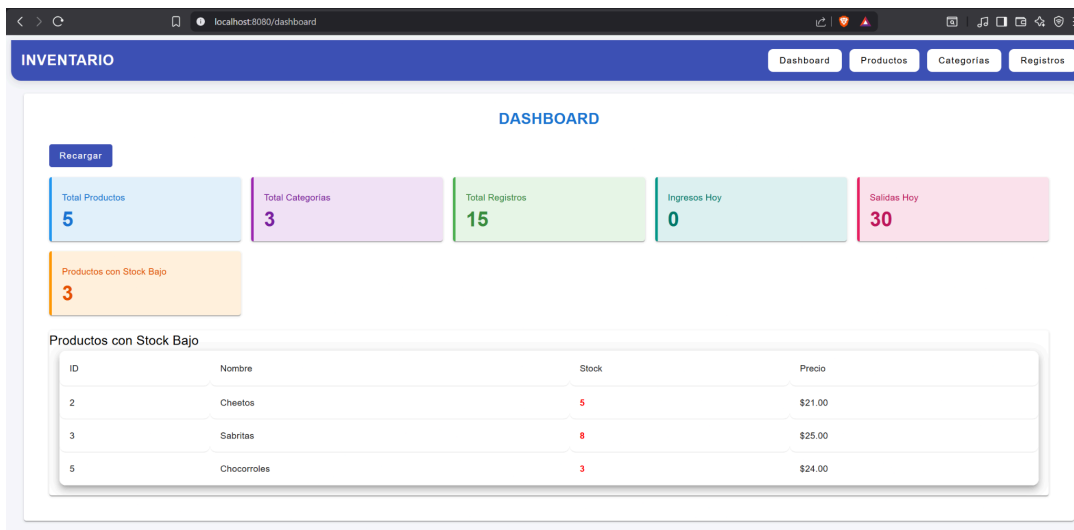 localhost:8080/dashboard
INVENTARIO
Dashboard Productos Categorías Registros
DASHBOARD
Recargar
Total Productos Total Categorías Total Registros Ingresos Hoy Salidas Hoy
5 3 15 0 30
Productos con Stock Bajo
3
Productos con Stock Bajo
ID Nombre Stock Precio
2 Cheetos 5 $21.00
3 Sabritas 8 $25.00
5 Chocorroles 3 $24.00